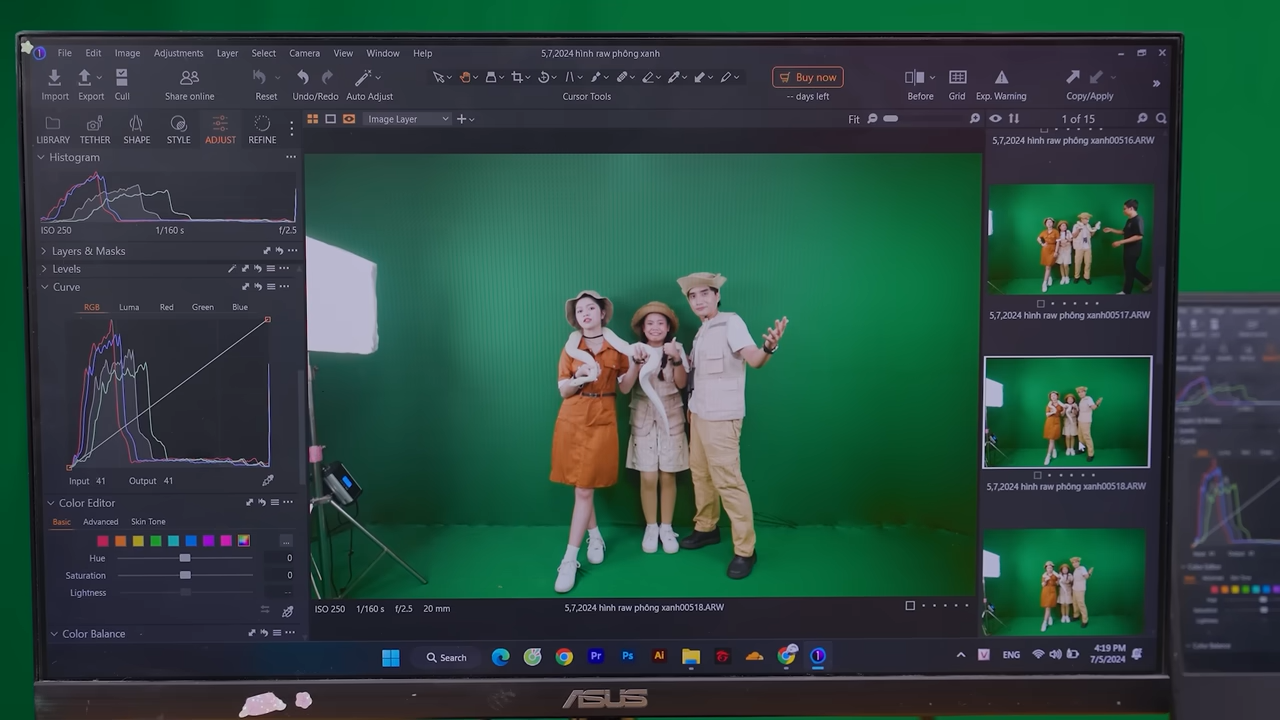 File Edit Image Adjustments Layer Select Camera View Window Help
5,7,2024 hình raw phông xanh
Import Export Cull Share online Reset Undo/Redo Auto Adjust
Cursor Tools
Buy now
-- days left
Before Grid Exp. Warning Copy/Apply
LIBRARY TETHER SHAPE STYLE ADJUST REFINE
Image Layer
Fit
1 of 15
Histogram
ISO 250 1/160 s f/2.5
Layers & Masks
Levels
Curve
RGB Luma Red Green Blue
Input 41 Output 41
Color Editor
Basic Advanced Skin Tone
Hue 0
Saturation 0
Lightness --
Color Balance
ISO 250 1/160 s f/2.5 20 mm
5,7,2024 hình raw phông xanh00518.ARW
5,7,2024 hình raw phông xanh00516.ARW
5,7,2024 hình raw phông xanh00517.ARW
5,7,2024 hình raw phông xanh00518.ARW
Search
Pr
Ps
Ai
V
ENG
4:19 PM
7/5/2024
ASUS